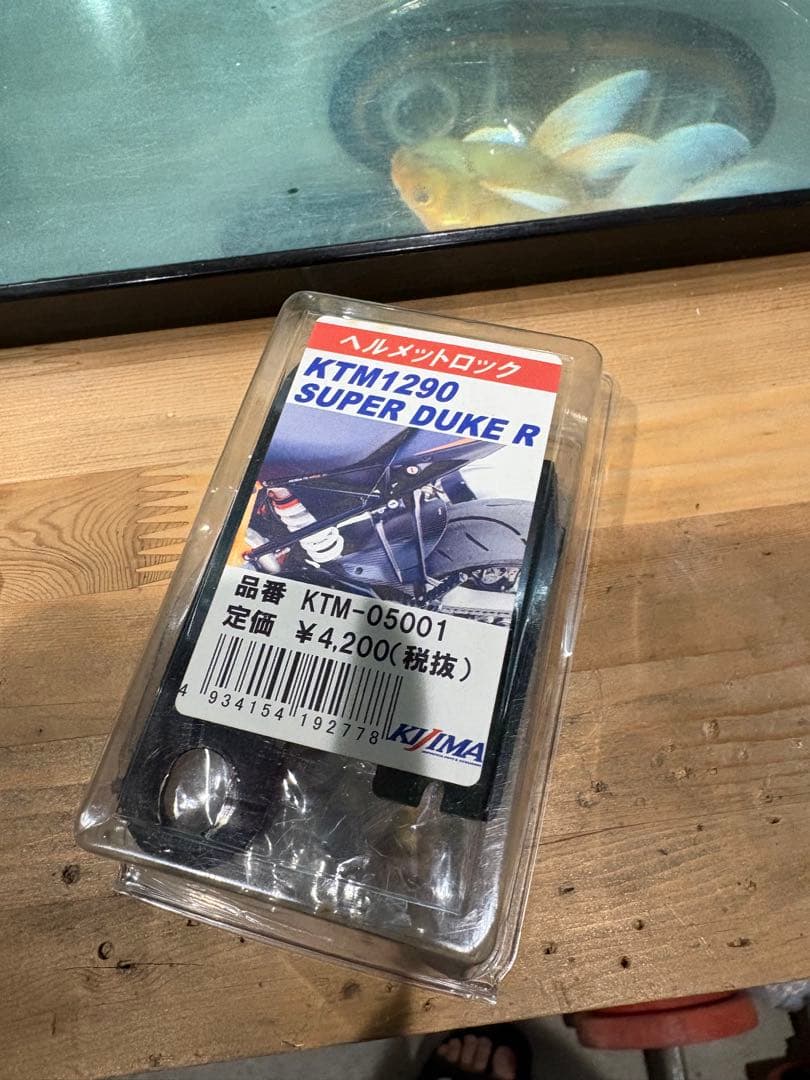 ヘルメットロック
KTM1290
SUPER DUKE R
品番 KTM-05001
定価 ¥4,200(税抜)
4 934154 192778
KIJIMA